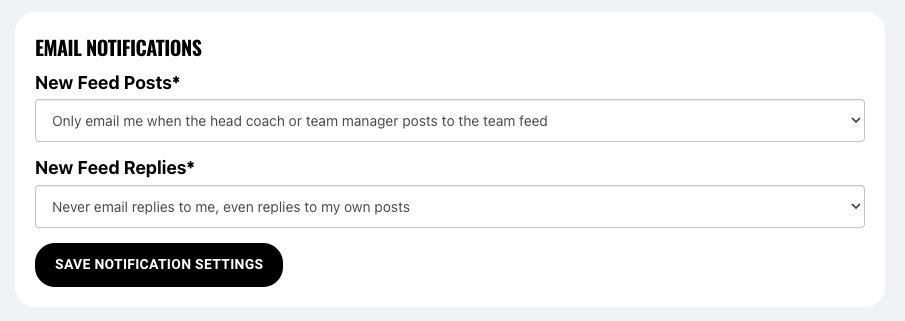 EMAIL NOTIFICATIONS
New Feed Posts*
Only email me when the head coach or team manager posts to the team feed
New Feed Replies*
Never email replies to me, even replies to my own posts
SAVE NOTIFICATION SETTINGS